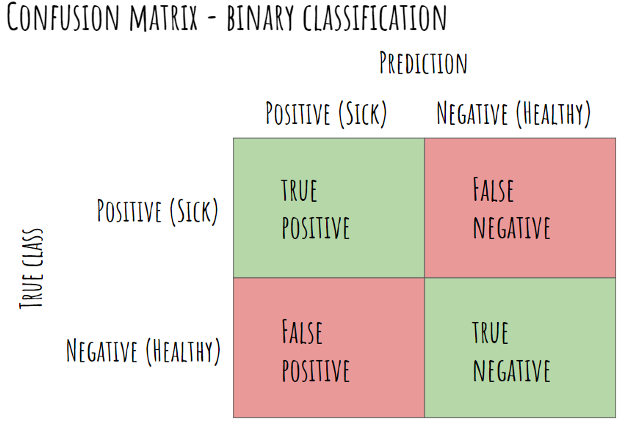 Confusion matrix - binary classification
Prediction
Positive (Sick) Negative (Healthy)
True class
Positive (Sick)
True
positive
False
negative
Negative (Healthy)
False
positive
True
negative